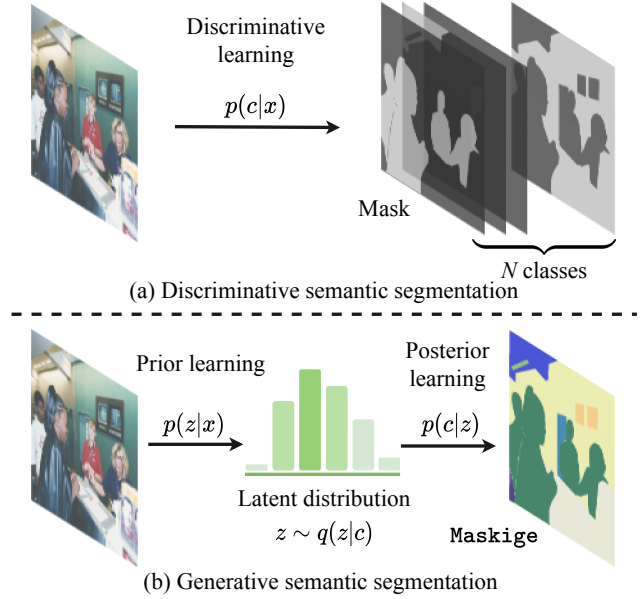 Discriminative
learning
p(c|x)
Mask
N classes
(a) Discriminative semantic segmentation
Prior learning
Posterior
learning
p(z|x)
p(c|z)
Latent distribution
z ∼ q(z|c)
Maskige
(b) Generative semantic segmentation